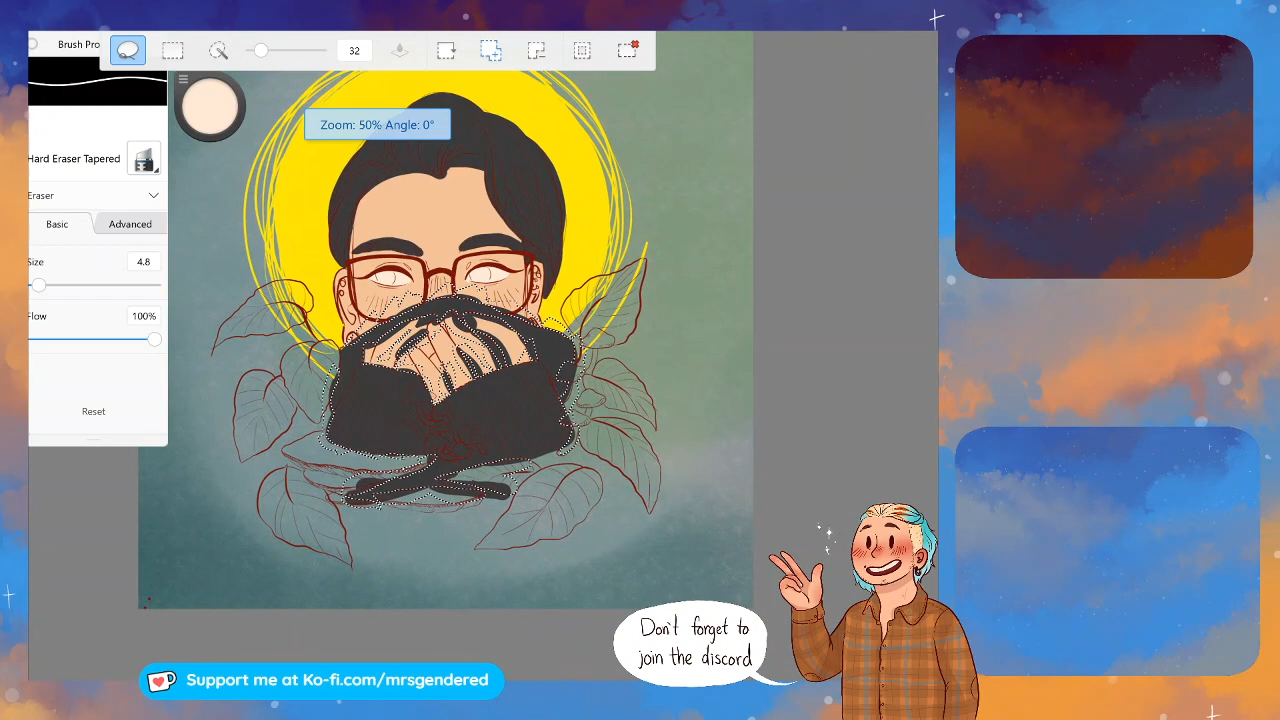 Brush Pro
32
Zoom: 50% Angle: 0°
Hard Eraser Tapered
Eraser
Basic
Advanced
Size
4.8
Flow
100%
Reset
Don't forget to
join the discord
Support me at Ko-fi.com/mrsgendered